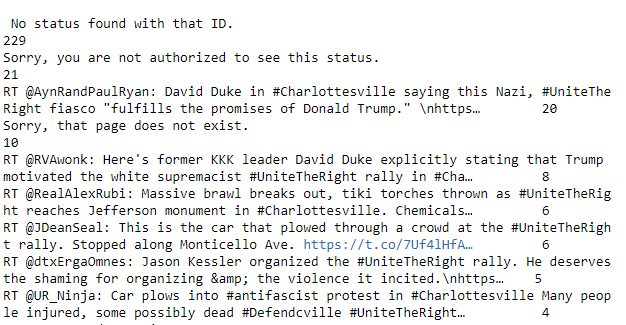 No status found with that ID.
229
Sorry, you are not authorized to see this status.
21
RT @AynRandPaulRyan: David Duke in #Charlottesville saying this Nazi, #UniteThe
Right fiasco "fulfills the promises of Donald Trump." \nhttps… 20
Sorry, that page does not exist.
10
RT @RVAwonk: Here's former KKK leader David Duke explicitly stating that Trump
motivated the white supremacist #UniteTheRight rally in #Cha… 8
RT @RealAlexRubi: Massive brawl breaks out, tiki torches thrown as #UniteTheRig
ht reaches Jefferson monument in #Charlottesville. Chemicals… 6
RT @JDeanSeal: This is the car that plowed through a crowd at the #UniteTheRigh
t rally. Stopped along Monticello Ave. https://t.co/7Uf4lHfA… 6
RT @dtxErgaOmnes: Jason Kessler organized the #UniteTheRight rally. He deserves
the shaming for organizing &amp; the violence it incited.\nhttps… 5
RT @UR_Ninja: Car plows into #antifascist protest in #Charlottesville Many peop
le injured, some possibly dead #Defendcville #UniteTheRight… 4